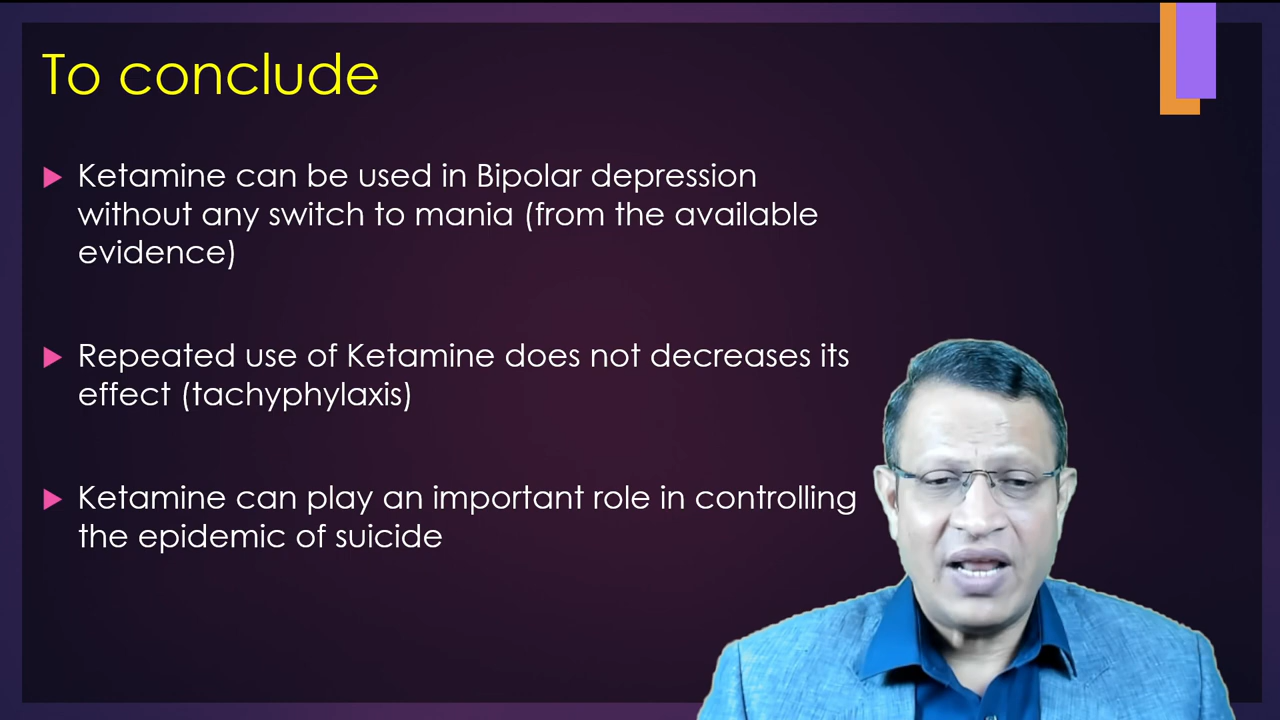 To conclude
Ketamine can be used in Bipolar depression
without any switch to mania (from the available
evidence)
Repeated use of Ketamine does not decreases its
effect (tachyphylaxis)
Ketamine can play an important role in controlling
the epidemic of suicide